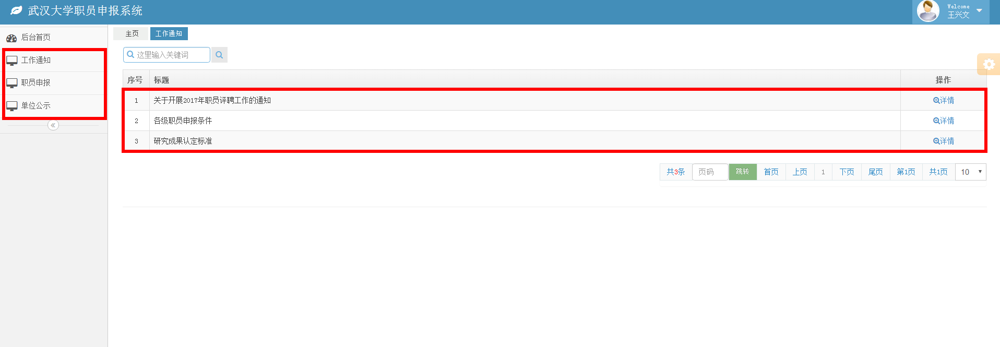 武汉大学职员申报系统
Welcome
王兴文
后台首页
工作通知
职员申报
单位公示
主页 工作通知
这里输入关键词
序号 标题 操作
1 关于开展2017年职员评聘工作的通知 详情
2 各级职员申报条件 详情
3 研究成果认定标准 详情
共3条 页码 跳转 首页 上页 1 下页 尾页 第1页 共1页 10